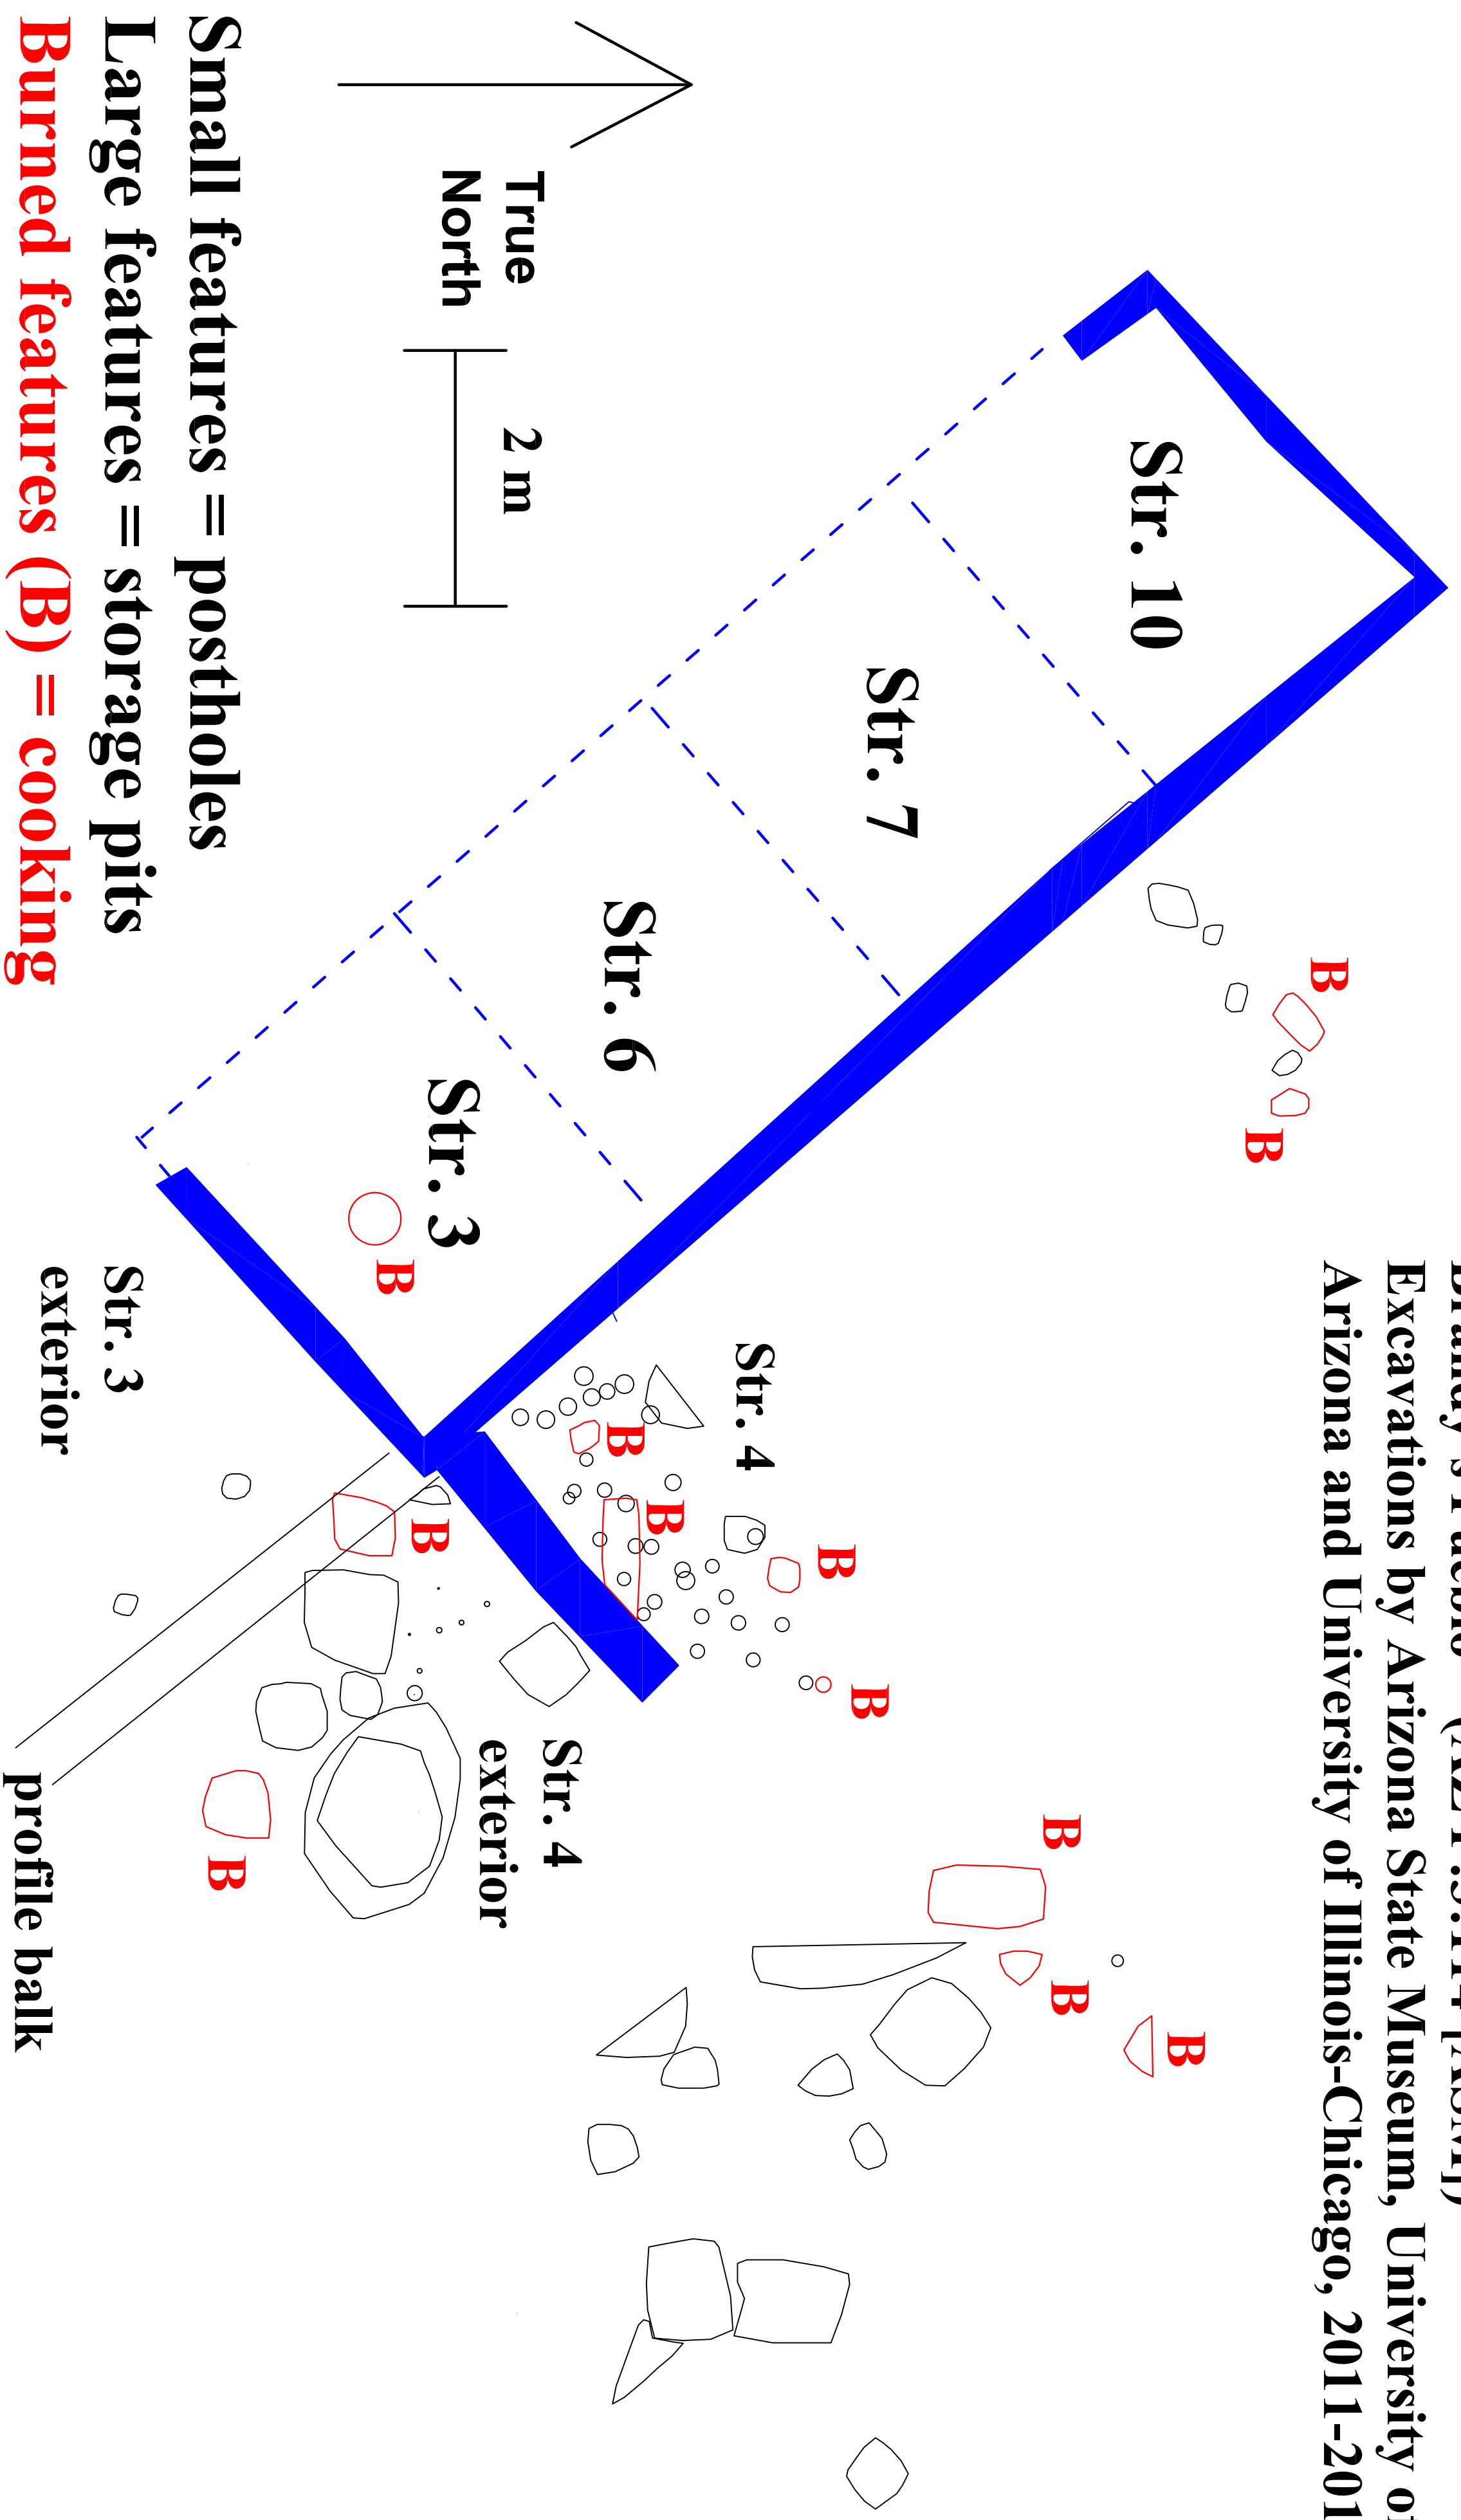 Excavations by Arizona State Museum, University of
Arizona and University of Illinois-Chicago, 2011-201
Str. 10
Str. 7
Str. 6
Str. 3
Str. 4
B
B
B
B
B
B
B
B
B
B
B
B
True
North
2 m
Str. 4
exterior
Str. 3
exterior
profile balk
Small features = postholes
Large features = storage pits
Burned features (B) = cooking